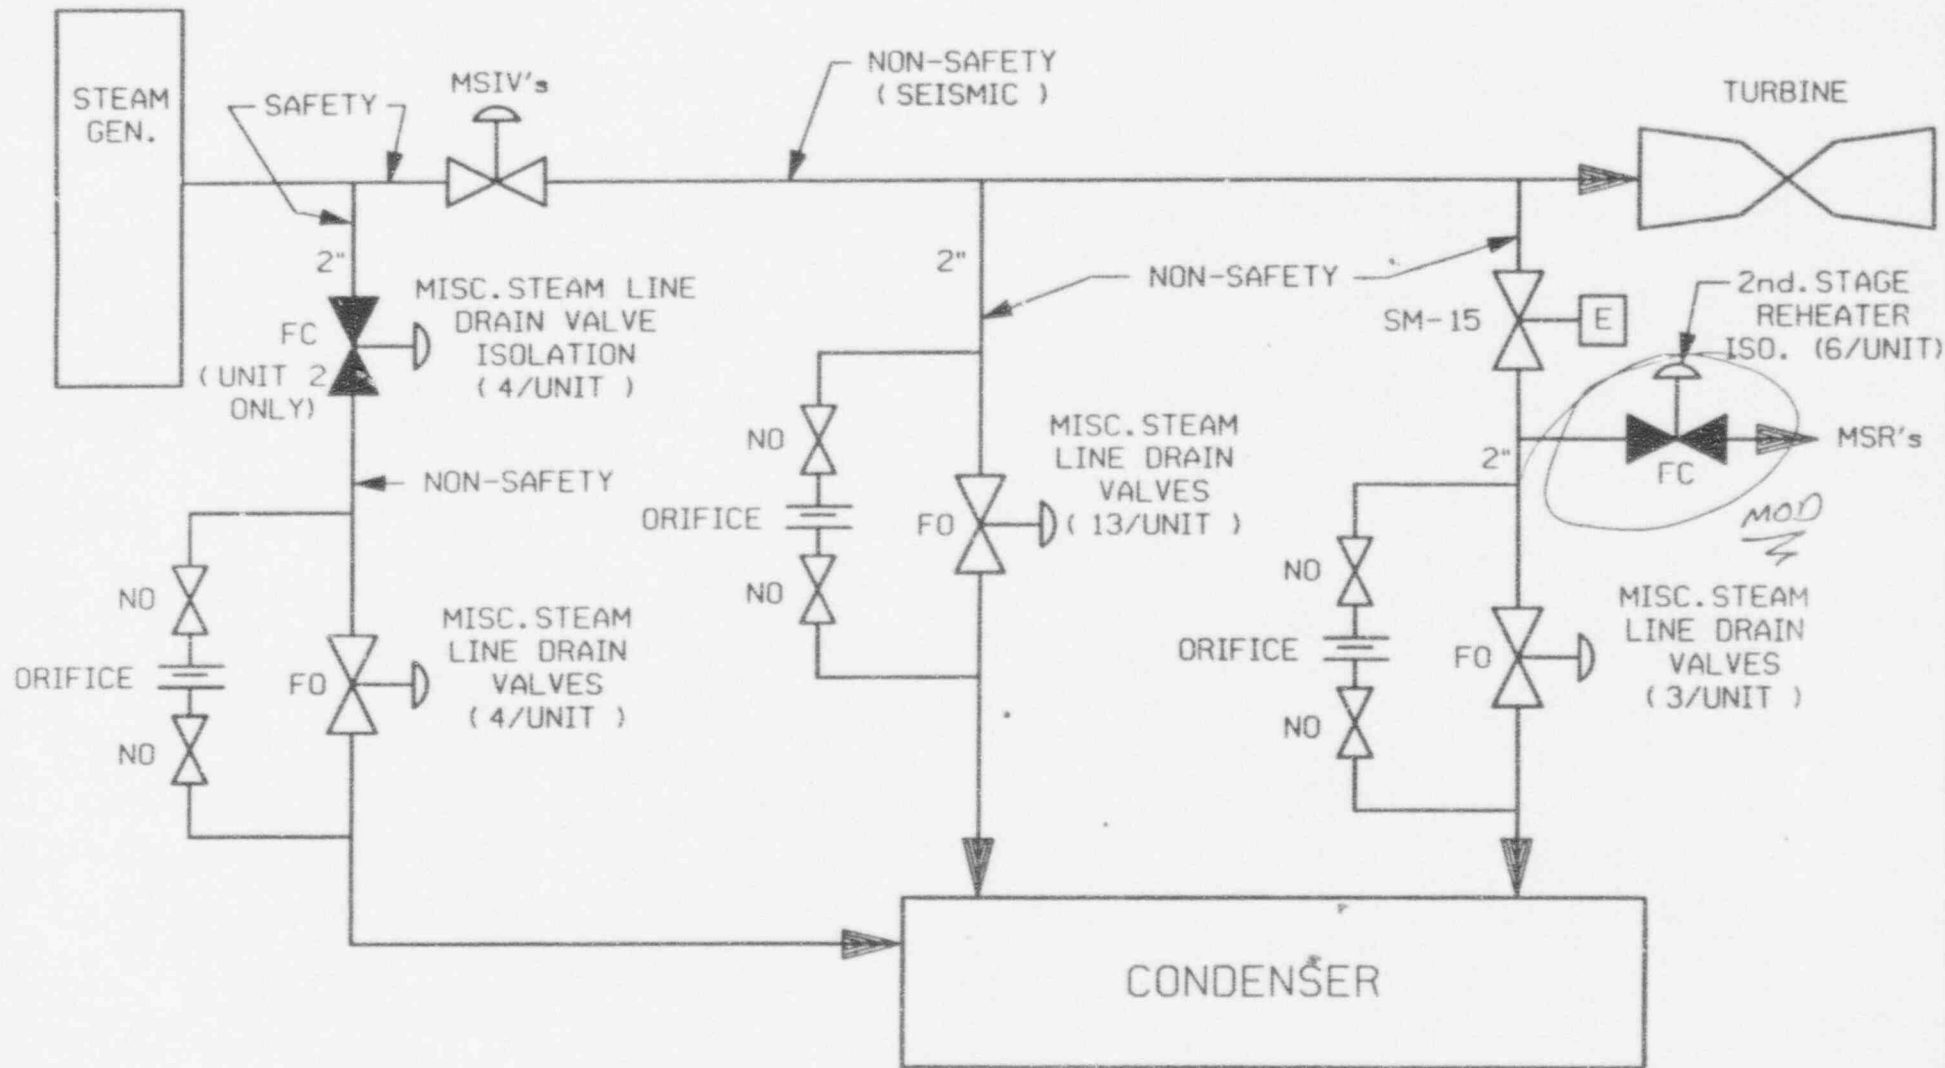 STEAM
GEN.
SAFETY
MSIV's
NON-SAFETY
( SEISMIC )
TURBINE
2"
MISC.STEAM LINE
DRAIN VALVE
ISOLATION
( 4/UNIT )
FC
( UNIT 2
ONLY)
NON-SAFETY
NO
ORIFICE
NO
FO
MISC.STEAM
LINE DRAIN
VALVES
( 4/UNIT )
2"
NON-SAFETY
NO
ORIFICE
NO
FO
MISC.STEAM
LINE DRAIN
VALVES
( 13/UNIT )
SM-15
E
2nd.STAGE
REHEATER
ISO. (6/UNIT)
MSR's
FC
MOD
2"
NO
ORIFICE
NO
FO
MISC.STEAM
LINE DRAIN
VALVES
( 3/UNIT )
CONDENSER